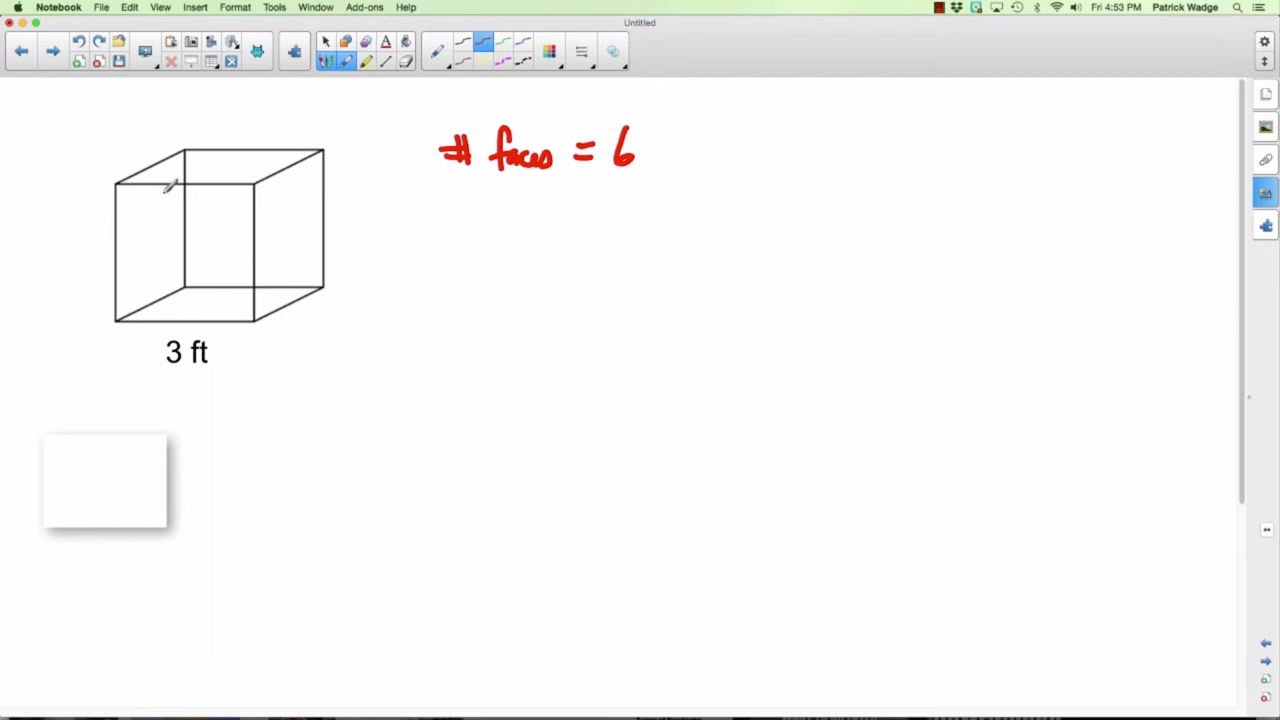 Notebook File Edit View Insert Format Tools Window Add-ons Help Fri 4:53 PM Patrick Wadge
Untitled
# faces = 6
3 ft